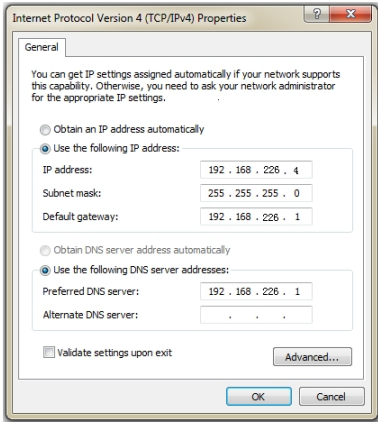 Internet Protocol Version 4 (TCP/IPv4) Properties
General
You can get IP settings assigned automatically if your network supports
this capability. Otherwise, you need to ask your network administrator
for the appropriate IP settings.
Obtain an IP address automatically
Use the following IP address:
IP address: 192 . 168 . 226 . 4
Subnet mask: 255 . 255 . 255 . 0
Default gateway: 192 . 168 . 226 . 1
Obtain DNS server address automatically
Use the following DNS server addresses:
Preferred DNS server: 192 . 168 . 226 . 1
Alternate DNS server: . . .
Validate settings upon exit
Advanced...
OK Cancel